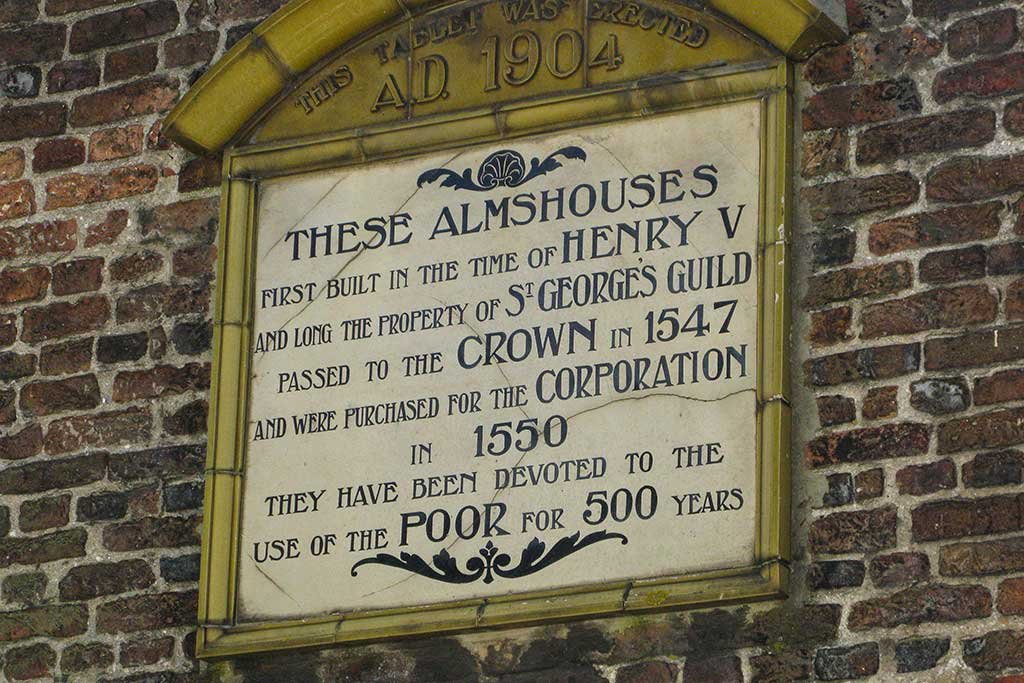 THIS TABLET WAS ERECTED
A.D. 1904
THESE ALMSHOUSES
FIRST BUILT IN THE TIME OF HENRY V
AND LONG THE PROPERTY OF ST GEORGE'S GUILD
PASSED TO THE CROWN IN 1547
AND WERE PURCHASED FOR THE CORPORATION
IN 1550
THEY HAVE BEEN DEVOTED TO THE
USE OF THE POOR FOR 500 YEARS